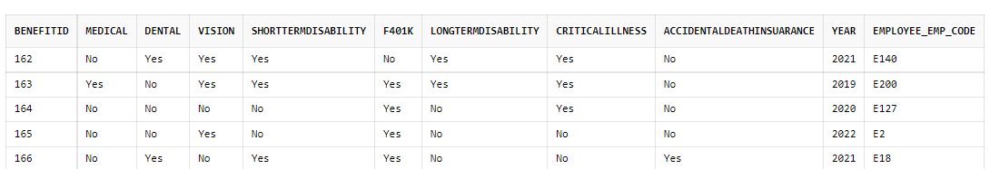 BENEFITID MEDICAL DENTAL VISION SHORTTERMDISABILITY F401K LONGTERMDISABILITY CRITICALILLNESS ACCIDENTALDEATHINSUARANCE YEAR EMPLOYEE_EMP_CODE
162 No Yes Yes Yes No Yes Yes No 2021 E140
163 Yes No Yes Yes Yes Yes Yes No 2019 E200
164 No No No No Yes No Yes No 2020 E127
165 No No Yes No Yes No No No 2022 E2
166 No Yes No Yes Yes No No Yes 2021 E18